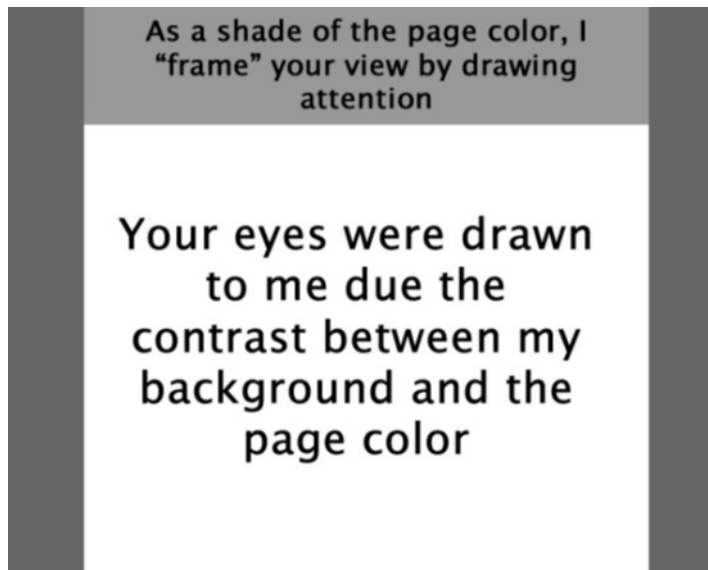 As a shade of the page color, I
“frame” your view by drawing
attention
Your eyes were drawn
to me due the
contrast between my
background and the
page color